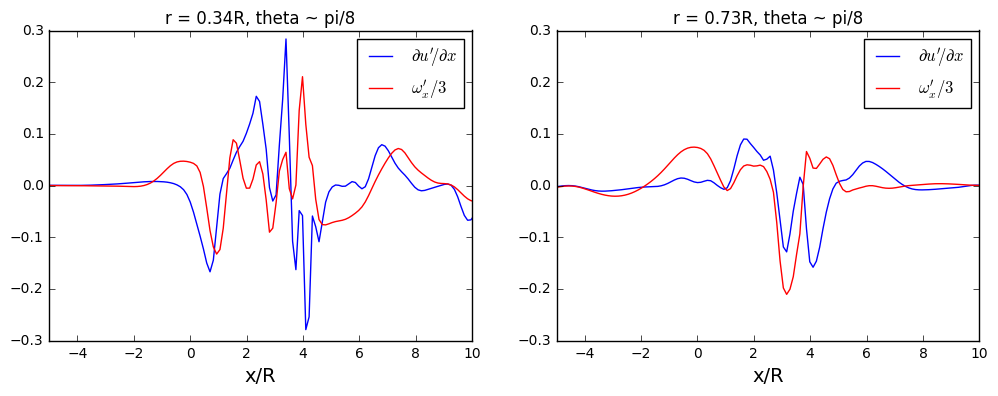 r = 0.34R, theta ~ pi/8
0.3
0.2
0.1
0.0
−0.1
−0.2
−0.3
−4 −2 0 2 4 6 8 10
x/R
∂u′/∂x
ω′ₓ/3
r = 0.73R, theta ~ pi/8
0.3
0.2
0.1
0.0
−0.1
−0.2
−0.3
−4 −2 0 2 4 6 8 10
x/R
∂u′/∂x
ω′ₓ/3